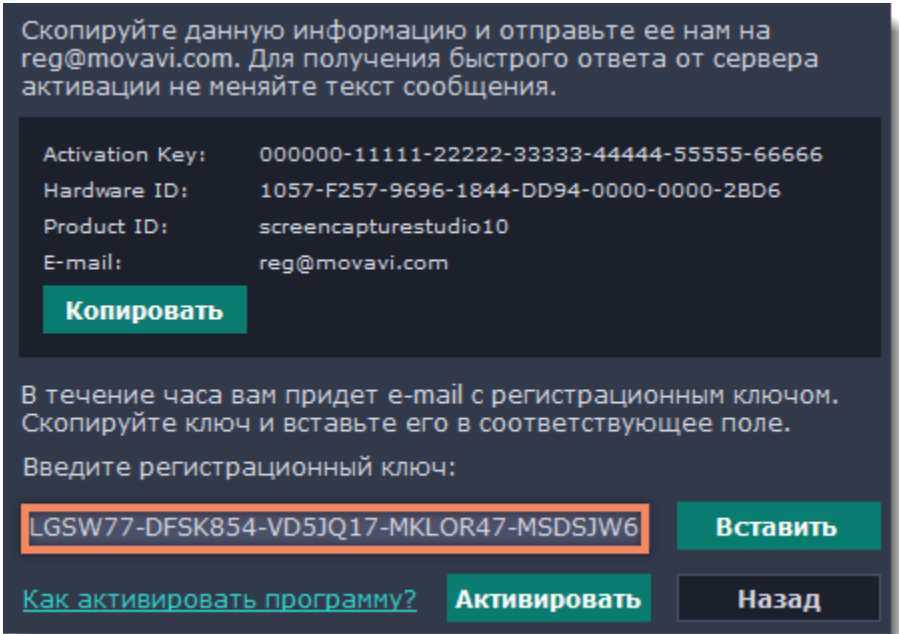 Скопируйте данную информацию и отправьте ее нам на
reg@movavi.com. Для получения быстрого ответа от сервера
активации не меняйте текст сообщения.
Activation Key: 000000-11111-22222-33333-44444-55555-66666
Hardware ID: 1057-F257-9696-1844-DD94-0000-0000-2BD6
Product ID: screencapturestudio10
E-mail: reg@movavi.com
Копировать
В течение часа вам придет e-mail с регистрационным ключом.
Скопируйте ключ и вставьте его в соответствующее поле.
Введите регистрационный ключ:
LGSW77-DFSK854-VD5JQ17-MKLOR47-MSDSJW6 Вставить
Как активировать программу? Активировать Назад